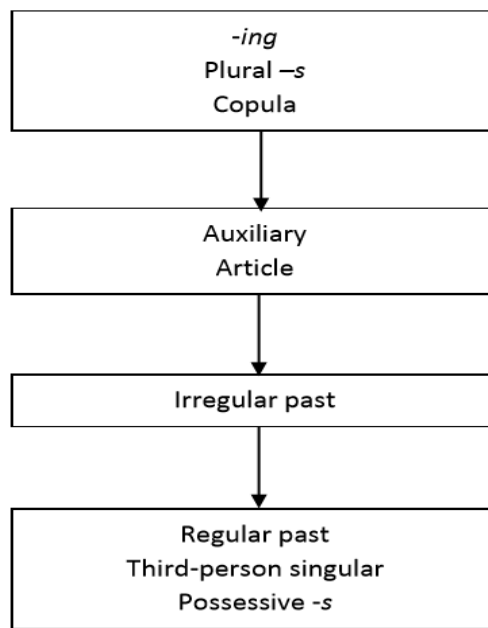 -ing
Plural –s
Copula
Auxiliary
Article
Irregular past
Regular past
Third-person singular
Possessive -s